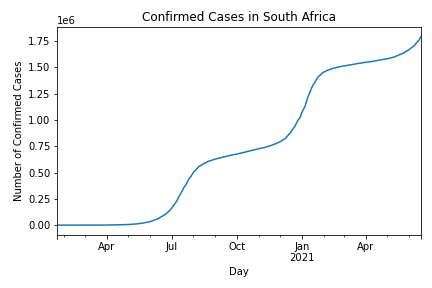 Confirmed Cases in South Africa
1e6
1.75
1.50
1.25
1.00
0.75
0.50
0.25
0.00
Number of Confirmed Cases
Apr
Jul
Oct
Jan
2021
Apr
Day